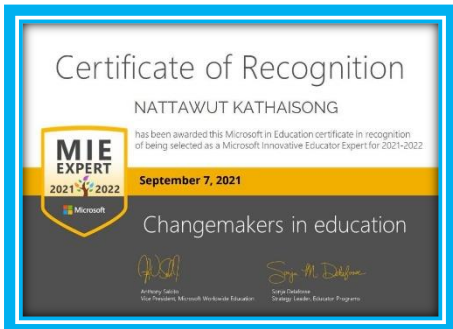 Certificate of Recognition
NATTAWUT KATHAISONG
has been awarded this Microsoft in Education certificate in recognition
of being selected as a Microsoft Innovative Educator Expert for 2021-2022
MIE
EXPERT
2021 2022
Microsoft
September 7, 2021
Changemakers in education
Anthony Salcito
Vice President, Microsoft Worldwide Education
Sonja Delafosse
Strategy Leader, Educator Programs